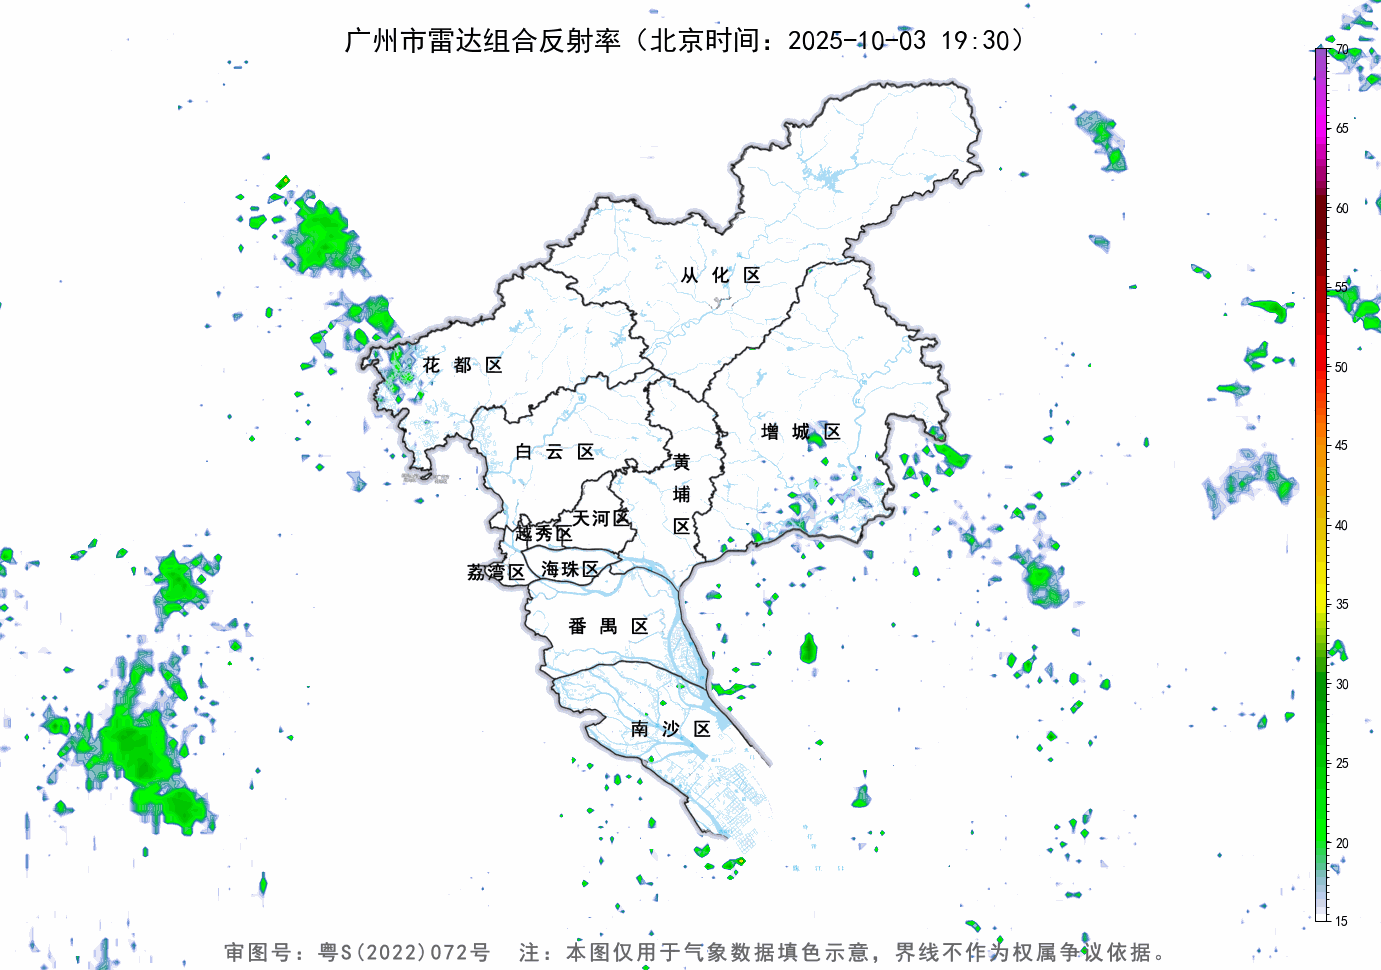 广州市雷达组合反射率（北京时间：2025-10-03 19:30）
70
65
60
55
50
45
40
35
30
25
20
15
从化区
花都区
增城区
白云区
黄埔区
天河区
越秀区
荔湾区
海珠区
番禺区
南沙区
审图号：粤S(2022)072号　注：本图仅用于气象数据填色示意，界线不作为权属争议依据。